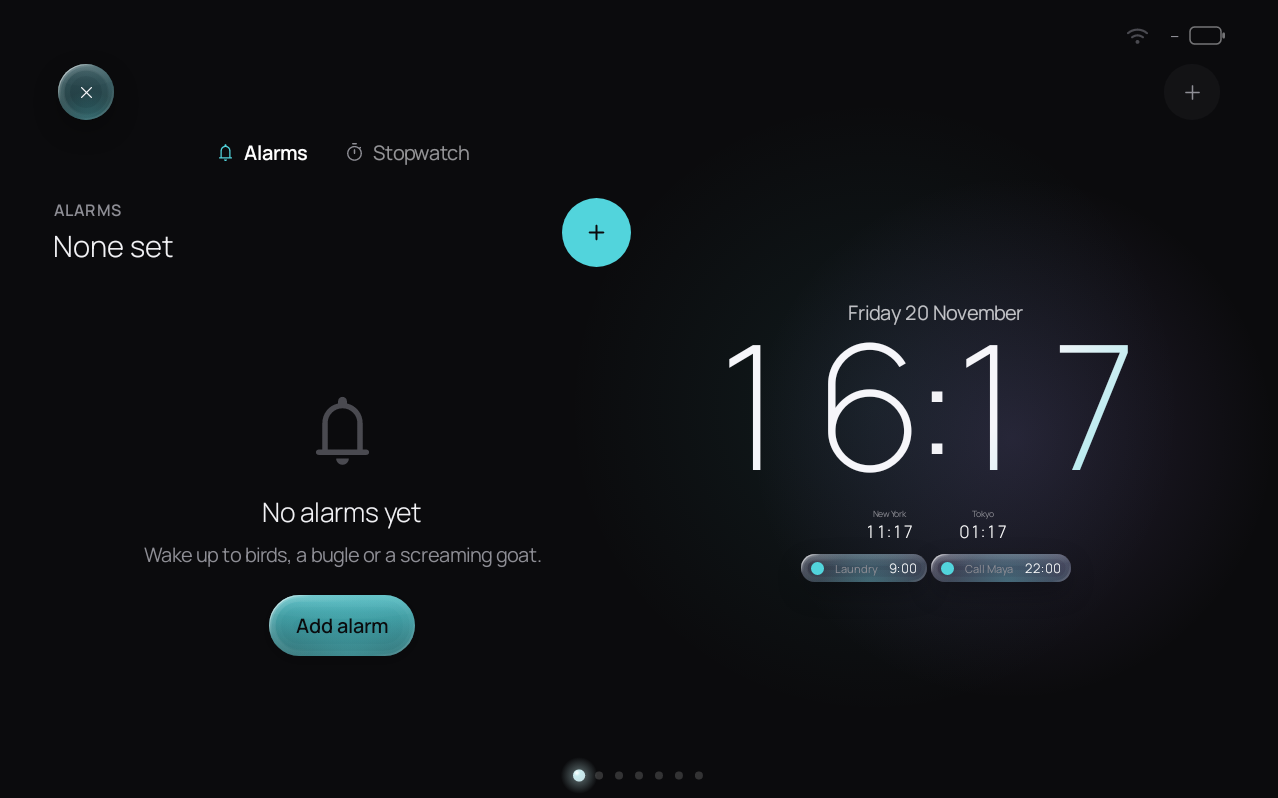 Alarms
Stopwatch
ALARMS
None set
No alarms yet
Wake up to birds, a bugle or a screaming goat.
Add alarm
Friday 20 November
16:17
New York
11:17
Tokyo
01:17
Laundry 9:00
Call Maya 22:00